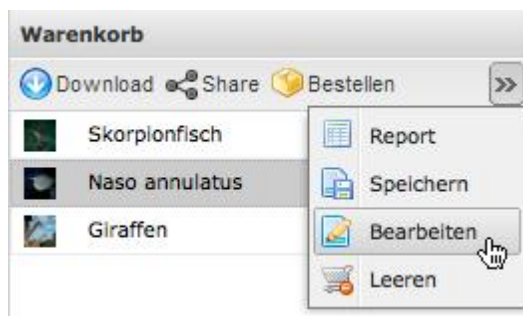 Warenkorb
Download Share Bestellen »
Skorpionfisch
Naso annulatus
Giraffen
Report
Speichern
Bearbeiten
Leeren